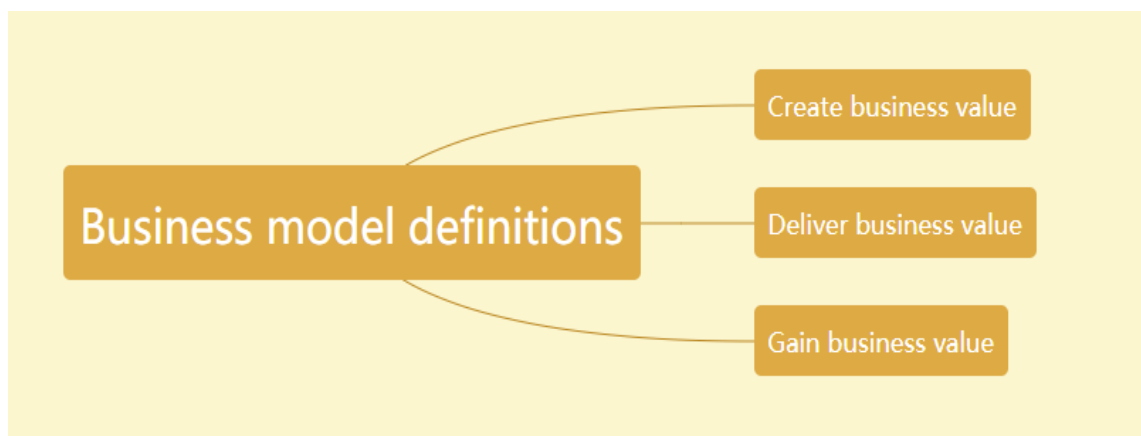 Business model definitions
Create business value
Deliver business value
Gain business value